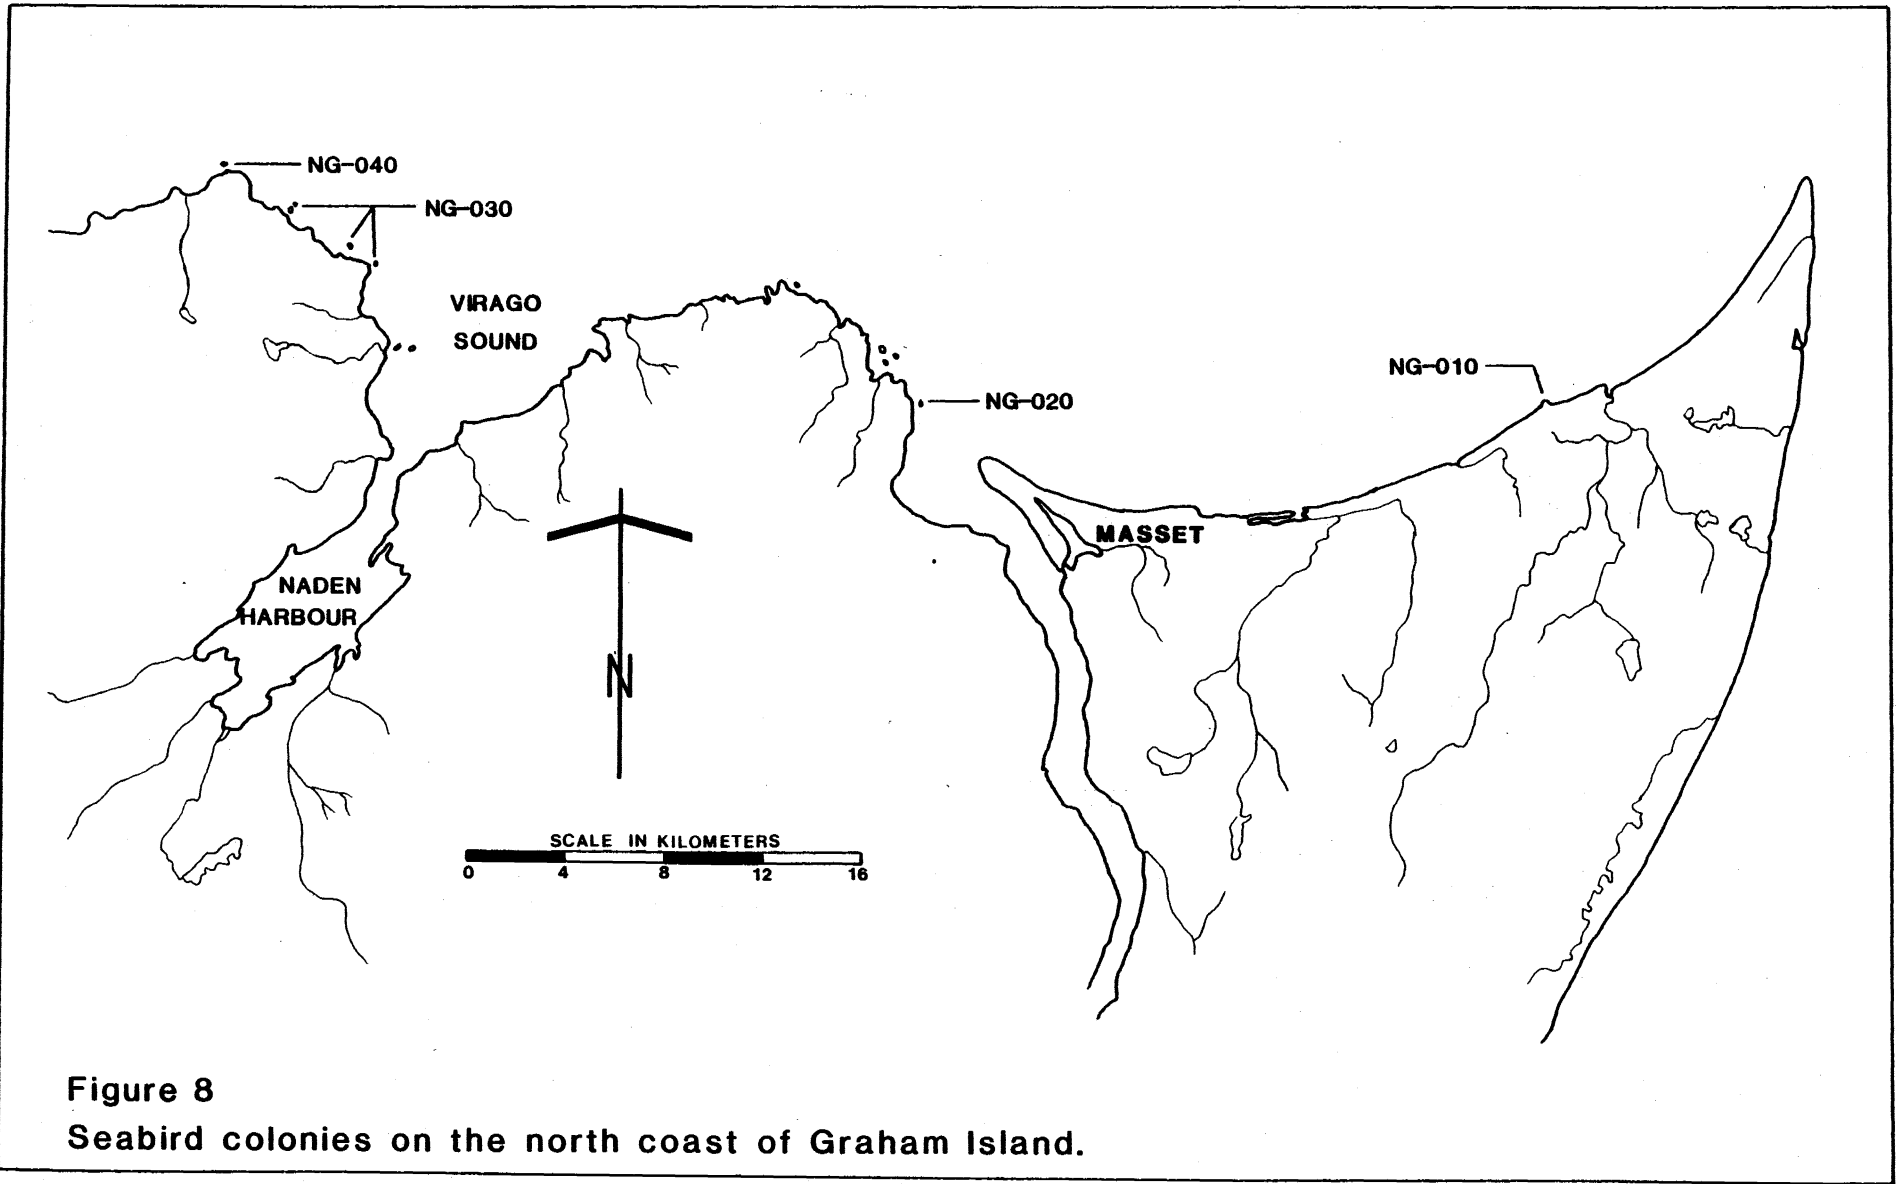 NG-040
NG-030
VIRAGO
SOUND
NG-010
NG-020
MASSET
NADEN
HARBOUR
N
SCALE IN KILOMETERS
0 4 8 12 16
Figure 8
Seabird colonies on the north coast of Graham Island.